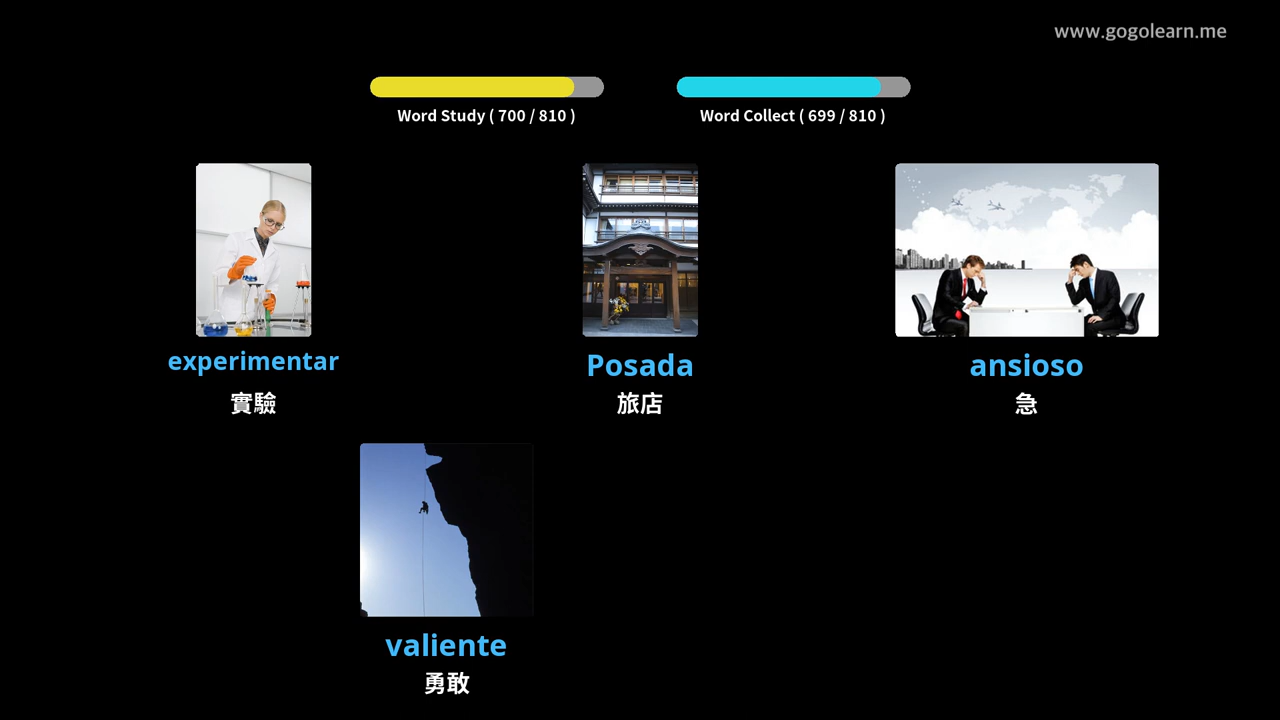 www.gogolearn.me
Word Study ( 700 / 810 )
Word Collect ( 699 / 810 )
experimentar
實驗
Posada
旅店
ansioso
急
valiente
勇敢